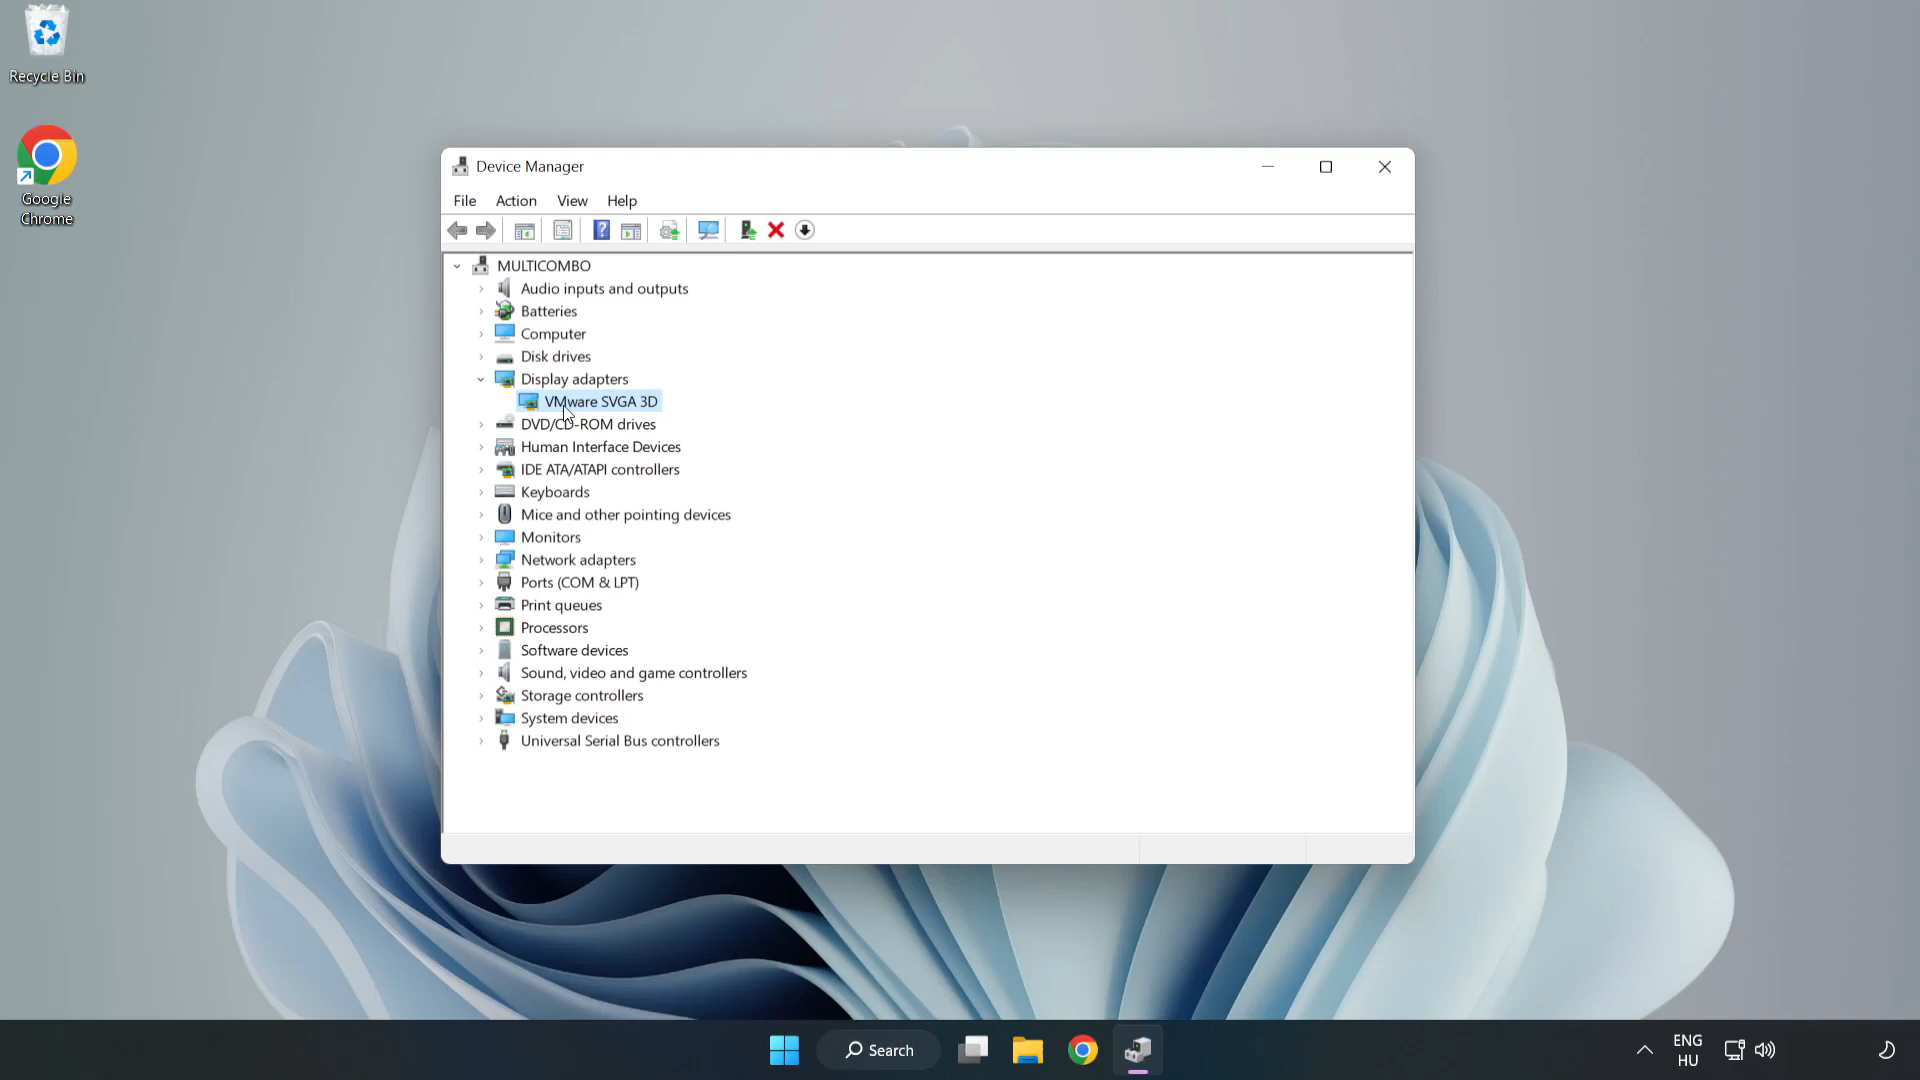 Recycle Bin
Google
Chrome
Device Manager
File Action View Help
MULTICOMBO
Audio inputs and outputs
Batteries
Computer
Disk drives
Display adapters
VMware SVGA 3D
DVD/CD-ROM drives
Human Interface Devices
IDE ATA/ATAPI controllers
Keyboards
Mice and other pointing devices
Monitors
Network adapters
Ports (COM & LPT)
Print queues
Processors
Software devices
Sound, video and game controllers
Storage controllers
System devices
Universal Serial Bus controllers
Search
ENG
HU